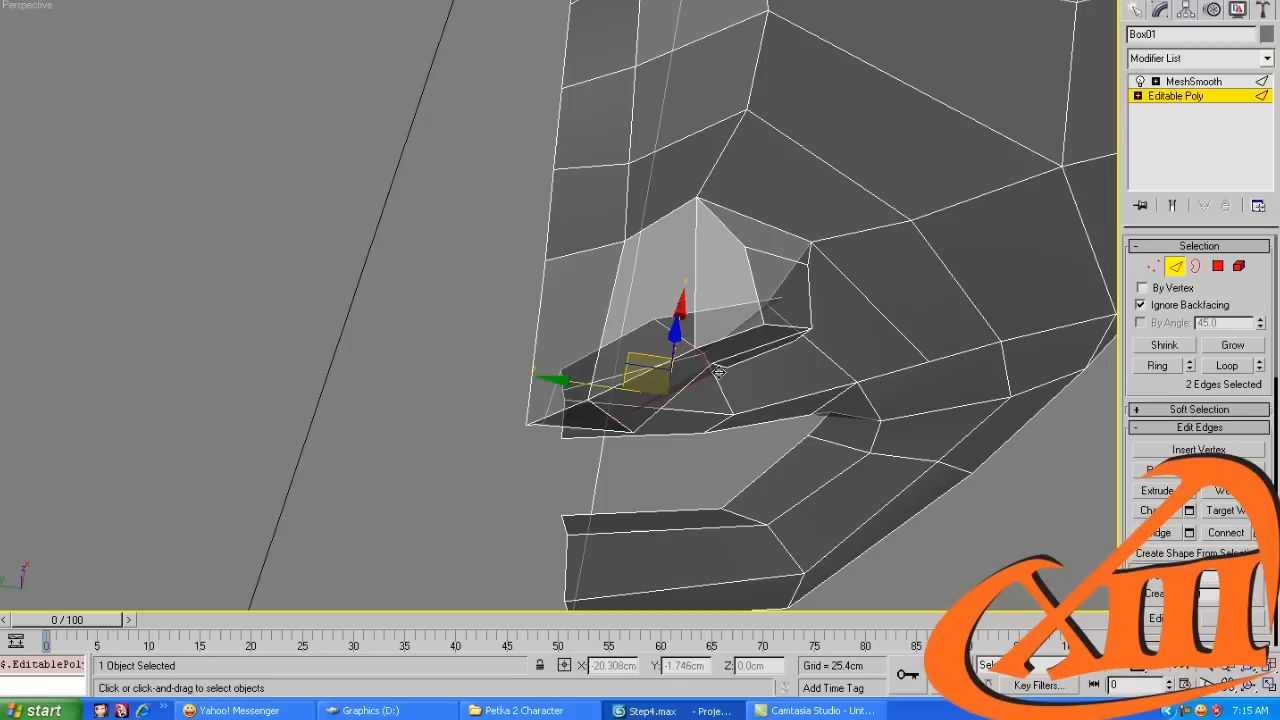 Perspective
Box01
Modifier List
MeshSmooth
Editable Poly
Selection
By Vertex
Ignore Backfacing
By Angle: 45.0
Shrink Grow
Ring Loop
2 Edges Selected
Soft Selection
Edit Edges
Insert Vertex
Extrude
Target W
Connect
Create Shape From Selec
XIII
0 / 100
0 5 10 15 20 25 30 35 40 45 50 55 60 65 70 75 80 85 90
$.EditablePol
1 Object Selected
X: -20.308cm Y: -1.746cm Z: 0.0cm
Grid = 25.4cm
Click or click-and-drag to select objects
Add Time Tag
Key Filters...
0
start
Yahoo! Messenger
Graphics (D:)
Petka 2 Character
Step4.max - Proje...
Camtasia Studio - Unt...
7:15 AM